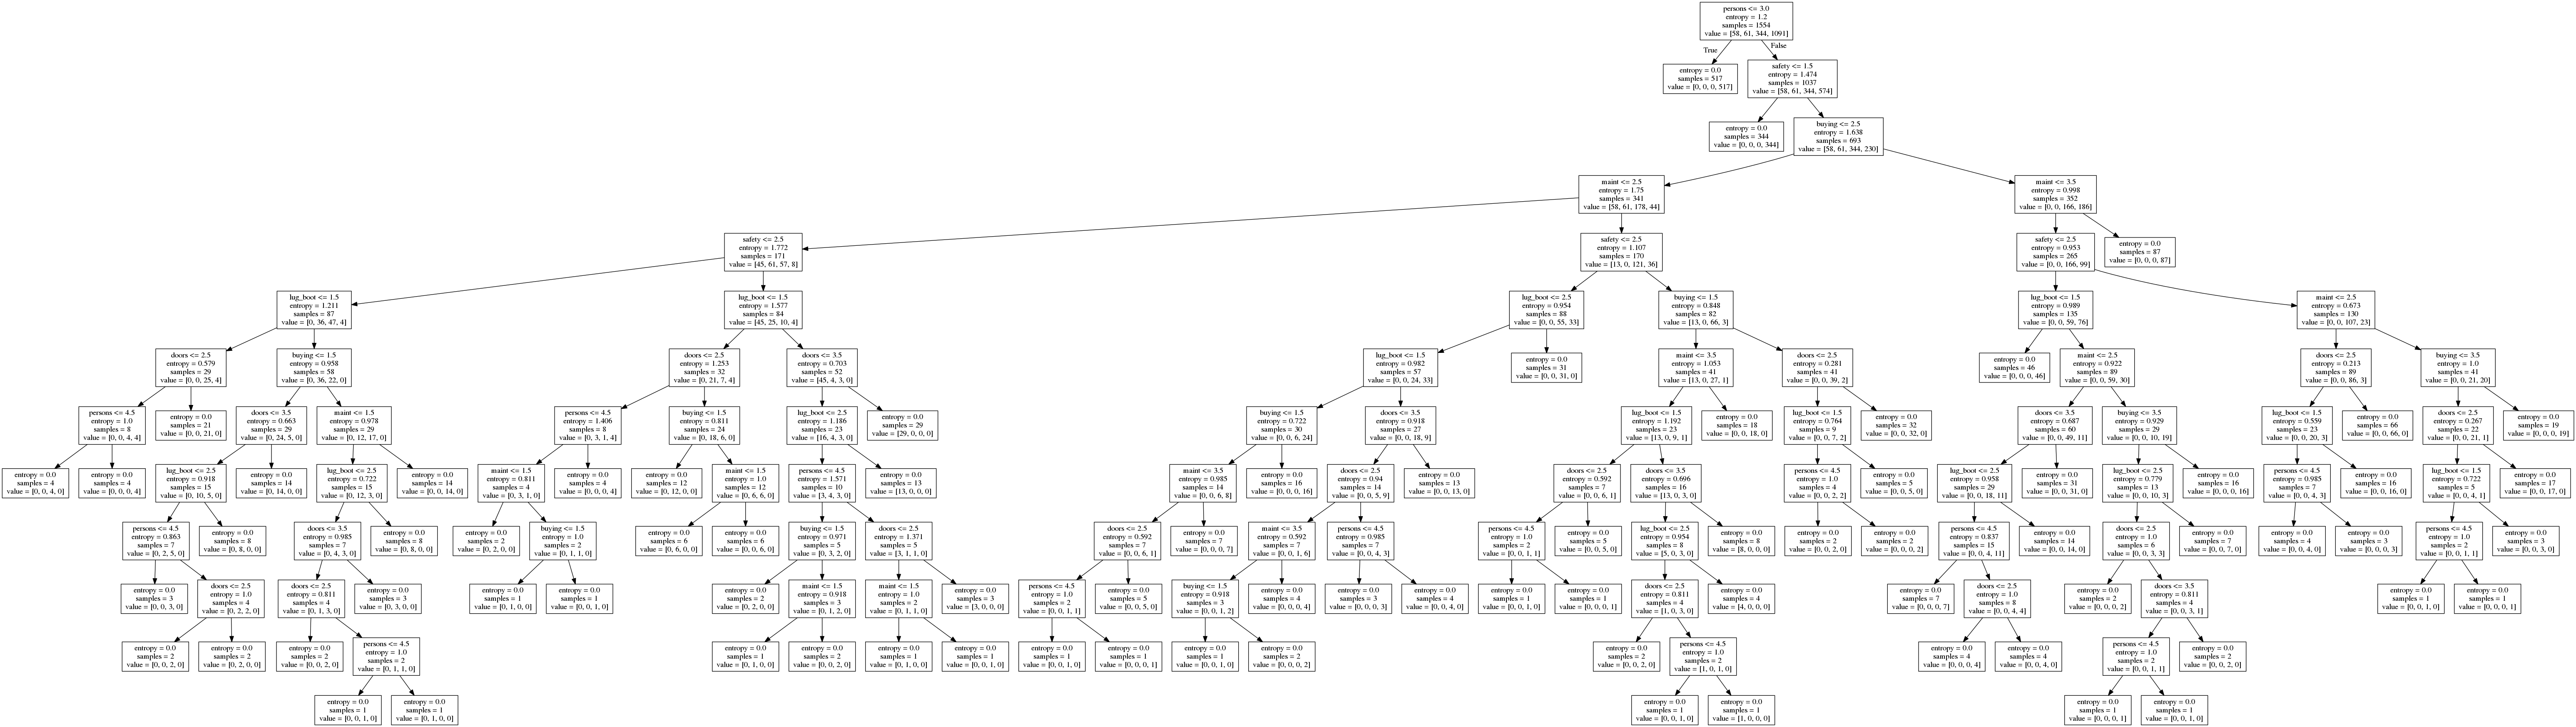 persons <= 3.0
entropy = 1.2
samples = 1554
value = [58, 61, 344, 1091]
True
False
entropy = 0.0
samples = 517
value = [0, 0, 0, 517]
safety <= 1.5
entropy = 1.474
samples = 1037
value = [58, 61, 344, 574]
entropy = 0.0
samples = 344
value = [0, 0, 0, 344]
buying <= 2.5
entropy = 1.638
samples = 693
value = [58, 61, 344, 230]
maint <= 2.5
entropy = 1.75
samples = 341
value = [58, 61, 178, 44]
maint <= 3.5
entropy = 0.998
samples = 352
value = [0, 0, 166, 186]
safety <= 2.5
entropy = 1.772
samples = 171
value = [45, 61, 57, 8]
safety <= 2.5
entropy = 1.107
samples = 170
value = [13, 0, 121, 36]
safety <= 2.5
entropy = 0.953
samples = 265
value = [0, 0, 166, 99]
entropy = 0.0
samples = 87
value = [0, 0, 0, 87]
lug_boot <= 1.5
entropy = 1.211
samples = 87
value = [0, 36, 47, 4]
lug_boot <= 1.5
entropy = 1.577
samples = 84
value = [45, 25, 10, 4]
lug_boot <= 2.5
entropy = 0.954
samples = 88
value = [0, 0, 55, 33]
buying <= 1.5
entropy = 0.848
samples = 82
value = [13, 0, 66, 3]
lug_boot <= 1.5
entropy = 0.989
samples = 135
value = [0, 0, 59, 76]
maint <= 2.5
entropy = 0.673
samples = 130
value = [0, 0, 107, 23]
doors <= 2.5
entropy = 0.579
samples = 29
value = [0, 0, 25, 4]
buying <= 1.5
entropy = 0.958
samples = 58
value = [0, 36, 22, 0]
doors <= 2.5
entropy = 1.253
samples = 32
value = [0, 21, 7, 4]
doors <= 3.5
entropy = 0.703
samples = 52
value = [45, 4, 3, 0]
lug_boot <= 1.5
entropy = 0.982
samples = 57
value = [0, 0, 24, 33]
entropy = 0.0
samples = 31
value = [0, 0, 31, 0]
maint <= 3.5
entropy = 1.053
samples = 41
value = [13, 0, 27, 1]
doors <= 2.5
entropy = 0.281
samples = 41
value = [0, 0, 39, 2]
entropy = 0.0
samples = 46
value = [0, 0, 0, 46]
maint <= 2.5
entropy = 0.922
samples = 89
value = [0, 0, 59, 30]
doors <= 2.5
entropy = 0.213
samples = 89
value = [0, 0, 86, 3]
buying <= 3.5
entropy = 1.0
samples = 41
value = [0, 0, 21, 20]
persons <= 4.5
entropy = 1.0
samples = 8
value = [0, 0, 4, 4]
entropy = 0.0
samples = 21
value = [0, 0, 21, 0]
doors <= 3.5
entropy = 0.663
samples = 29
value = [0, 24, 5, 0]
maint <= 1.5
entropy = 0.978
samples = 29
value = [0, 12, 17, 0]
persons <= 4.5
entropy = 1.406
samples = 8
value = [0, 3, 1, 4]
buying <= 1.5
entropy = 0.811
samples = 24
value = [0, 18, 6, 0]
lug_boot <= 2.5
entropy = 1.186
samples = 23
value = [16, 4, 3, 0]
entropy = 0.0
samples = 29
value = [29, 0, 0, 0]
buying <= 1.5
entropy = 0.722
samples = 30
value = [0, 0, 6, 24]
doors <= 3.5
entropy = 0.918
samples = 27
value = [0, 0, 18, 9]
lug_boot <= 1.5
entropy = 1.192
samples = 23
value = [13, 0, 9, 1]
entropy = 0.0
samples = 18
value = [0, 0, 18, 0]
lug_boot <= 1.5
entropy = 0.764
samples = 9
value = [0, 0, 7, 2]
entropy = 0.0
samples = 32
value = [0, 0, 32, 0]
doors <= 3.5
entropy = 0.687
samples = 60
value = [0, 0, 49, 11]
buying <= 3.5
entropy = 0.929
samples = 29
value = [0, 0, 10, 19]
lug_boot <= 1.5
entropy = 0.559
samples = 23
value = [0, 0, 20, 3]
entropy = 0.0
samples = 66
value = [0, 0, 66, 0]
doors <= 2.5
entropy = 0.267
samples = 22
value = [0, 0, 21, 1]
entropy = 0.0
samples = 19
value = [0, 0, 0, 19]
entropy = 0.0
samples = 4
value = [0, 0, 4, 0]
entropy = 0.0
samples = 4
value = [0, 0, 0, 4]
lug_boot <= 2.5
entropy = 0.918
samples = 15
value = [0, 10, 5, 0]
entropy = 0.0
samples = 14
value = [0, 14, 0, 0]
lug_boot <= 2.5
entropy = 0.722
samples = 15
value = [0, 12, 3, 0]
entropy = 0.0
samples = 14
value = [0, 0, 14, 0]
maint <= 1.5
entropy = 0.811
samples = 4
value = [0, 3, 1, 0]
entropy = 0.0
samples = 4
value = [0, 0, 0, 4]
entropy = 0.0
samples = 12
value = [0, 12, 0, 0]
maint <= 1.5
entropy = 1.0
samples = 12
value = [0, 6, 6, 0]
persons <= 4.5
entropy = 1.571
samples = 10
value = [3, 4, 3, 0]
entropy = 0.0
samples = 13
value = [13, 0, 0, 0]
maint <= 3.5
entropy = 0.985
samples = 14
value = [0, 0, 6, 8]
entropy = 0.0
samples = 16
value = [0, 0, 0, 16]
doors <= 2.5
entropy = 0.94
samples = 14
value = [0, 0, 5, 9]
entropy = 0.0
samples = 13
value = [0, 0, 13, 0]
doors <= 2.5
entropy = 0.592
samples = 7
value = [0, 0, 6, 1]
doors <= 3.5
entropy = 0.696
samples = 16
value = [13, 0, 3, 0]
persons <= 4.5
entropy = 1.0
samples = 4
value = [0, 0, 2, 2]
entropy = 0.0
samples = 5
value = [0, 0, 5, 0]
lug_boot <= 2.5
entropy = 0.958
samples = 29
value = [0, 0, 18, 11]
entropy = 0.0
samples = 31
value = [0, 0, 31, 0]
lug_boot <= 2.5
entropy = 0.779
samples = 13
value = [0, 0, 10, 3]
entropy = 0.0
samples = 16
value = [0, 0, 0, 16]
persons <= 4.5
entropy = 0.985
samples = 7
value = [0, 0, 4, 3]
entropy = 0.0
samples = 16
value = [0, 0, 16, 0]
lug_boot <= 1.5
entropy = 0.722
samples = 5
value = [0, 0, 4, 1]
entropy = 0.0
samples = 17
value = [0, 0, 17, 0]
persons <= 4.5
entropy = 0.863
samples = 7
value = [0, 2, 5, 0]
entropy = 0.0
samples = 8
value = [0, 8, 0, 0]
doors <= 3.5
entropy = 0.985
samples = 7
value = [0, 4, 3, 0]
entropy = 0.0
samples = 8
value = [0, 8, 0, 0]
entropy = 0.0
samples = 2
value = [0, 2, 0, 0]
buying <= 1.5
entropy = 1.0
samples = 2
value = [0, 1, 1, 0]
entropy = 0.0
samples = 6
value = [0, 6, 0, 0]
entropy = 0.0
samples = 6
value = [0, 0, 6, 0]
buying <= 1.5
entropy = 0.971
samples = 5
value = [0, 3, 2, 0]
doors <= 2.5
entropy = 1.371
samples = 5
value = [3, 1, 1, 0]
doors <= 2.5
entropy = 0.592
samples = 7
value = [0, 0, 6, 1]
entropy = 0.0
samples = 7
value = [0, 0, 0, 7]
maint <= 3.5
entropy = 0.592
samples = 7
value = [0, 0, 1, 6]
persons <= 4.5
entropy = 0.985
samples = 7
value = [0, 0, 4, 3]
persons <= 4.5
entropy = 1.0
samples = 2
value = [0, 0, 1, 1]
entropy = 0.0
samples = 5
value = [0, 0, 5, 0]
lug_boot <= 2.5
entropy = 0.954
samples = 8
value = [5, 0, 3, 0]
entropy = 0.0
samples = 8
value = [8, 0, 0, 0]
entropy = 0.0
samples = 2
value = [0, 0, 2, 0]
entropy = 0.0
samples = 2
value = [0, 0, 0, 2]
persons <= 4.5
entropy = 0.837
samples = 15
value = [0, 0, 4, 11]
entropy = 0.0
samples = 14
value = [0, 0, 14, 0]
doors <= 2.5
entropy = 1.0
samples = 6
value = [0, 0, 3, 3]
entropy = 0.0
samples = 7
value = [0, 0, 7, 0]
entropy = 0.0
samples = 4
value = [0, 0, 4, 0]
entropy = 0.0
samples = 3
value = [0, 0, 0, 3]
persons <= 4.5
entropy = 1.0
samples = 2
value = [0, 0, 1, 1]
entropy = 0.0
samples = 3
value = [0, 0, 3, 0]
entropy = 0.0
samples = 3
value = [0, 0, 3, 0]
doors <= 2.5
entropy = 1.0
samples = 4
value = [0, 2, 2, 0]
doors <= 2.5
entropy = 0.811
samples = 4
value = [0, 1, 3, 0]
entropy = 0.0
samples = 3
value = [0, 3, 0, 0]
entropy = 0.0
samples = 1
value = [0, 1, 0, 0]
entropy = 0.0
samples = 1
value = [0, 0, 1, 0]
entropy = 0.0
samples = 2
value = [0, 2, 0, 0]
maint <= 1.5
entropy = 0.918
samples = 3
value = [0, 1, 2, 0]
maint <= 1.5
entropy = 1.0
samples = 2
value = [0, 1, 1, 0]
entropy = 0.0
samples = 3
value = [3, 0, 0, 0]
persons <= 4.5
entropy = 1.0
samples = 2
value = [0, 0, 1, 1]
entropy = 0.0
samples = 5
value = [0, 0, 5, 0]
buying <= 1.5
entropy = 0.918
samples = 3
value = [0, 0, 1, 2]
entropy = 0.0
samples = 4
value = [0, 0, 0, 4]
entropy = 0.0
samples = 3
value = [0, 0, 0, 3]
entropy = 0.0
samples = 4
value = [0, 0, 4, 0]
entropy = 0.0
samples = 1
value = [0, 0, 1, 0]
entropy = 0.0
samples = 1
value = [0, 0, 0, 1]
doors <= 2.5
entropy = 0.811
samples = 4
value = [1, 0, 3, 0]
entropy = 0.0
samples = 4
value = [4, 0, 0, 0]
entropy = 0.0
samples = 7
value = [0, 0, 0, 7]
doors <= 2.5
entropy = 1.0
samples = 8
value = [0, 0, 4, 4]
entropy = 0.0
samples = 2
value = [0, 0, 0, 2]
doors <= 3.5
entropy = 0.811
samples = 4
value = [0, 0, 3, 1]
entropy = 0.0
samples = 1
value = [0, 0, 1, 0]
entropy = 0.0
samples = 1
value = [0, 0, 0, 1]
entropy = 0.0
samples = 2
value = [0, 0, 2, 0]
entropy = 0.0
samples = 2
value = [0, 2, 0, 0]
entropy = 0.0
samples = 2
value = [0, 0, 2, 0]
persons <= 4.5
entropy = 1.0
samples = 2
value = [0, 1, 1, 0]
entropy = 0.0
samples = 1
value = [0, 1, 0, 0]
entropy = 0.0
samples = 2
value = [0, 0, 2, 0]
entropy = 0.0
samples = 1
value = [0, 1, 0, 0]
entropy = 0.0
samples = 1
value = [0, 0, 1, 0]
entropy = 0.0
samples = 1
value = [0, 0, 1, 0]
entropy = 0.0
samples = 1
value = [0, 0, 0, 1]
entropy = 0.0
samples = 1
value = [0, 0, 1, 0]
entropy = 0.0
samples = 2
value = [0, 0, 0, 2]
entropy = 0.0
samples = 2
value = [0, 0, 2, 0]
persons <= 4.5
entropy = 1.0
samples = 2
value = [1, 0, 1, 0]
entropy = 0.0
samples = 4
value = [0, 0, 0, 4]
entropy = 0.0
samples = 4
value = [0, 0, 4, 0]
persons <= 4.5
entropy = 1.0
samples = 2
value = [0, 0, 1, 1]
entropy = 0.0
samples = 2
value = [0, 0, 2, 0]
entropy = 0.0
samples = 1
value = [0, 0, 1, 0]
entropy = 0.0
samples = 1
value = [0, 1, 0, 0]
entropy = 0.0
samples = 1
value = [0, 0, 1, 0]
entropy = 0.0
samples = 1
value = [1, 0, 0, 0]
entropy = 0.0
samples = 1
value = [0, 0, 0, 1]
entropy = 0.0
samples = 1
value = [0, 0, 1, 0]